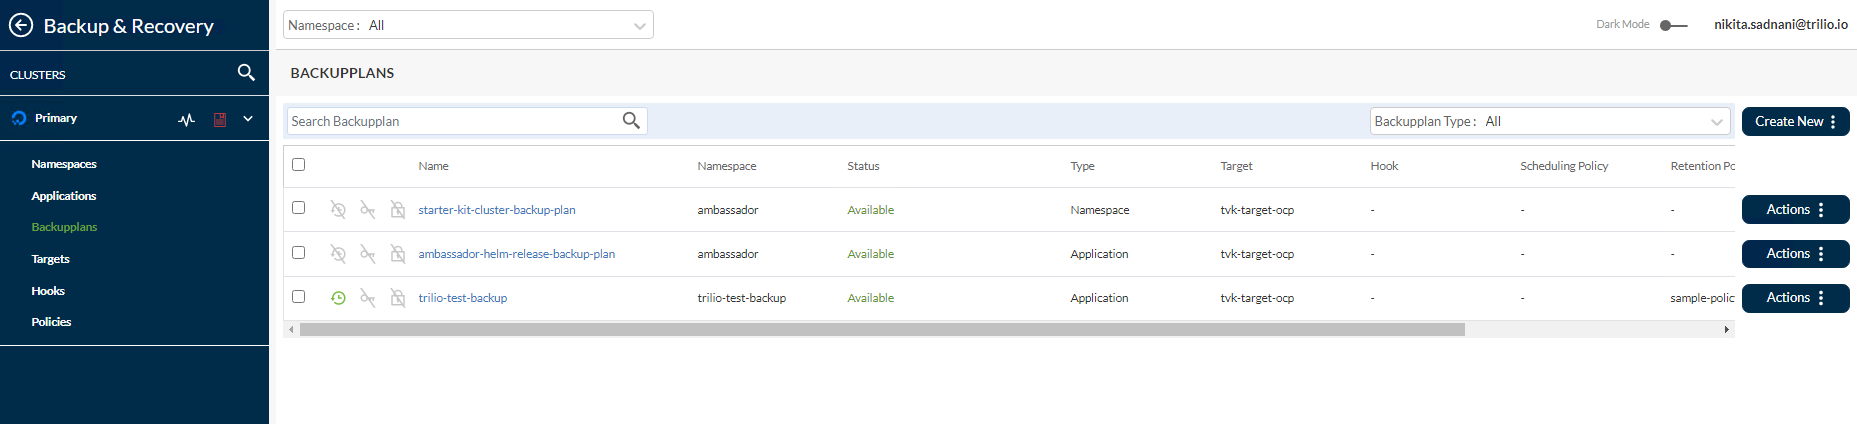 Backup & Recovery
Namespace : All
Dark Mode
nikita.sadnani@trilio.io
CLUSTERS
BACKUPPLANS
Primary
Search Backupplan
Backupplan Type : All
Create New
Namespaces
Applications
Backupplans
Targets
Hooks
Policies
Name Namespace Status Type Target Hook Scheduling Policy Retention Po
starter-kit-cluster-backup-plan ambassador Available Namespace tvk-target-ocp - - - Actions
ambassador-helm-release-backup-plan ambassador Available Application tvk-target-ocp - - - Actions
trilio-test-backup trilio-test-backup Available Application tvk-target-ocp - - sample-polic Actions